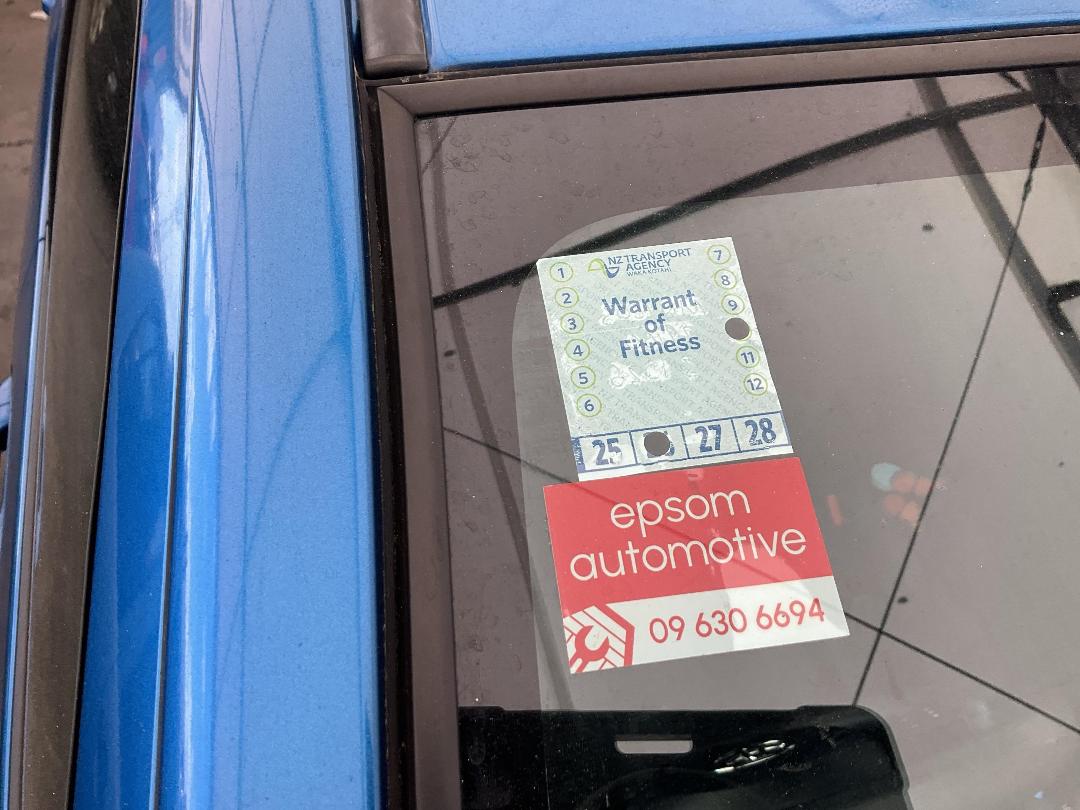 NZ TRANSPORT
AGENCY
WAKA KOTAHI
1
2
3
4
5
6
Warrant
of
Fitness
7
8
9
11
12
25 27 28
epsom
automotive
09 630 6694